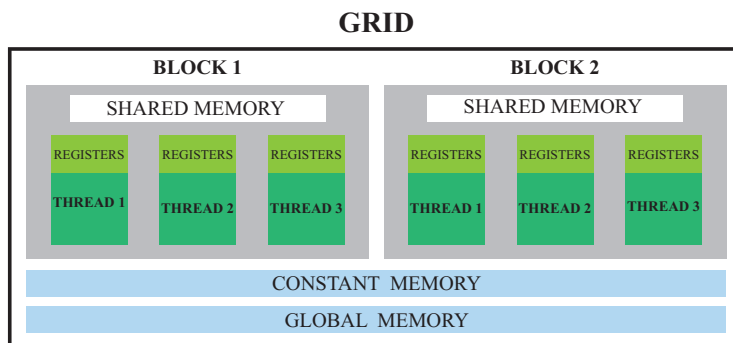 GRID
BLOCK 1
BLOCK 2
SHARED MEMORY
SHARED MEMORY
REGISTERS
REGISTERS
REGISTERS
REGISTERS
REGISTERS
REGISTERS
THREAD 1
THREAD 2
THREAD 3
THREAD 1
THREAD 2
THREAD 3
CONSTANT MEMORY
GLOBAL MEMORY